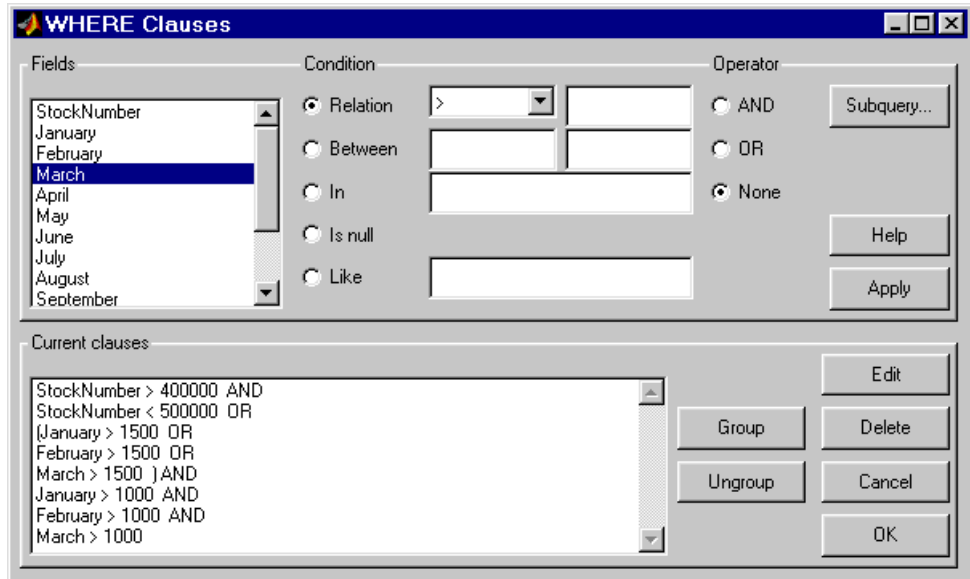 WHERE Clauses
Fields
Condition
Operator
StockNumber
January
February
March
April
May
June
July
August
September
Relation >
Between
In
Is null
Like
AND
OR
None
Subquery...
Help
Apply
Current clauses
StockNumber > 400000 AND
StockNumber < 500000 OR
(January > 1500 OR
February > 1500 OR
March > 1500 ) AND
January > 1000 AND
February > 1000 AND
March > 1000
Group
Ungroup
Edit
Delete
Cancel
OK